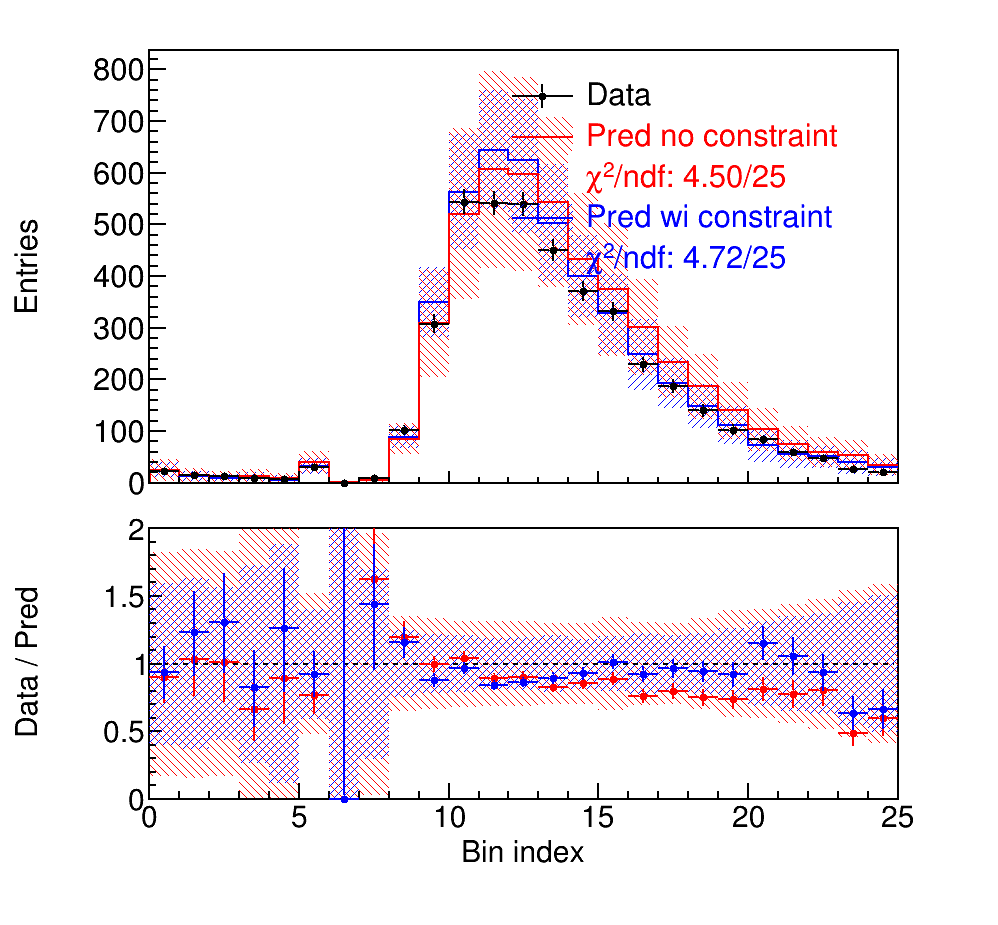 Entries
800
700
600
500
400
300
200
100
0
Data
Pred no constraint
χ²/ndf: 4.50/25
Pred wi constraint
χ²/ndf: 4.72/25
Data / Pred
2
1.5
1
0.5
0
0 5 10 15 20 25
Bin index